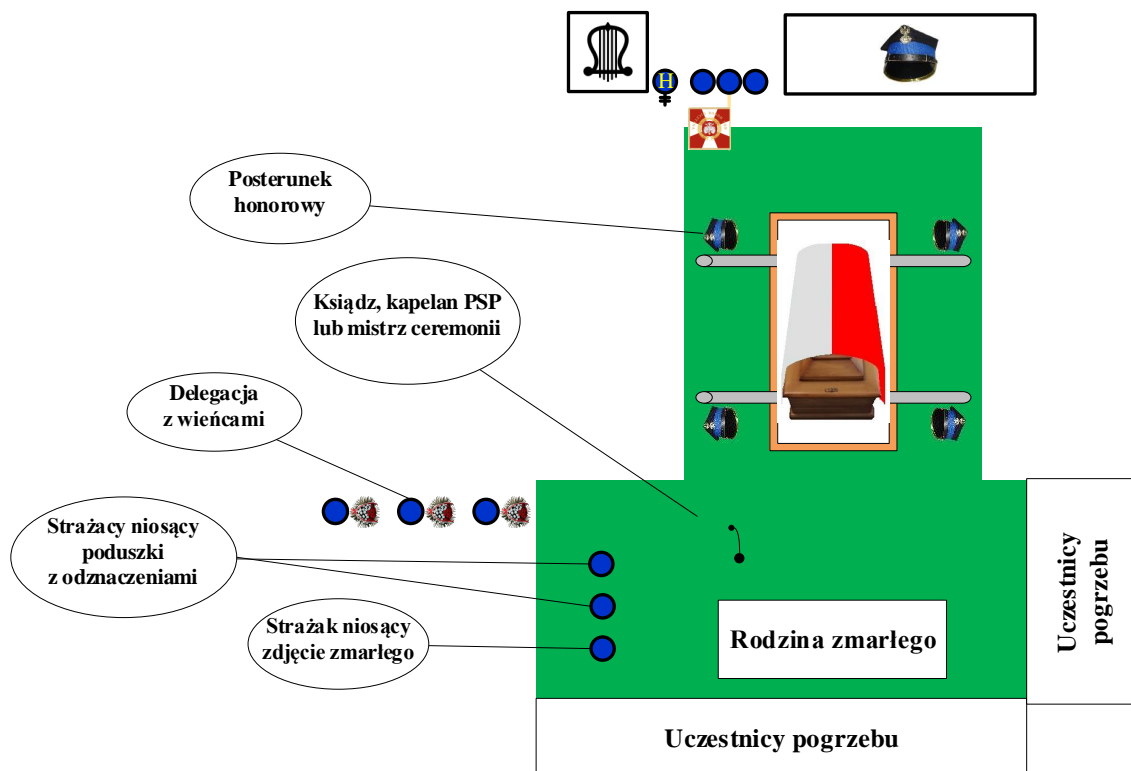 H
Posterunek
honorowy
Ksiądz, kapelan PSP
lub mistrz ceremonii
Delegacja
z wieńcami
Strażacy niosący
poduszki
z odznaczeniami
Strażak niosący
zdjęcie zmarłego
Rodzina zmarłego
Uczestnicy
pogrzebu
Uczestnicy pogrzebu